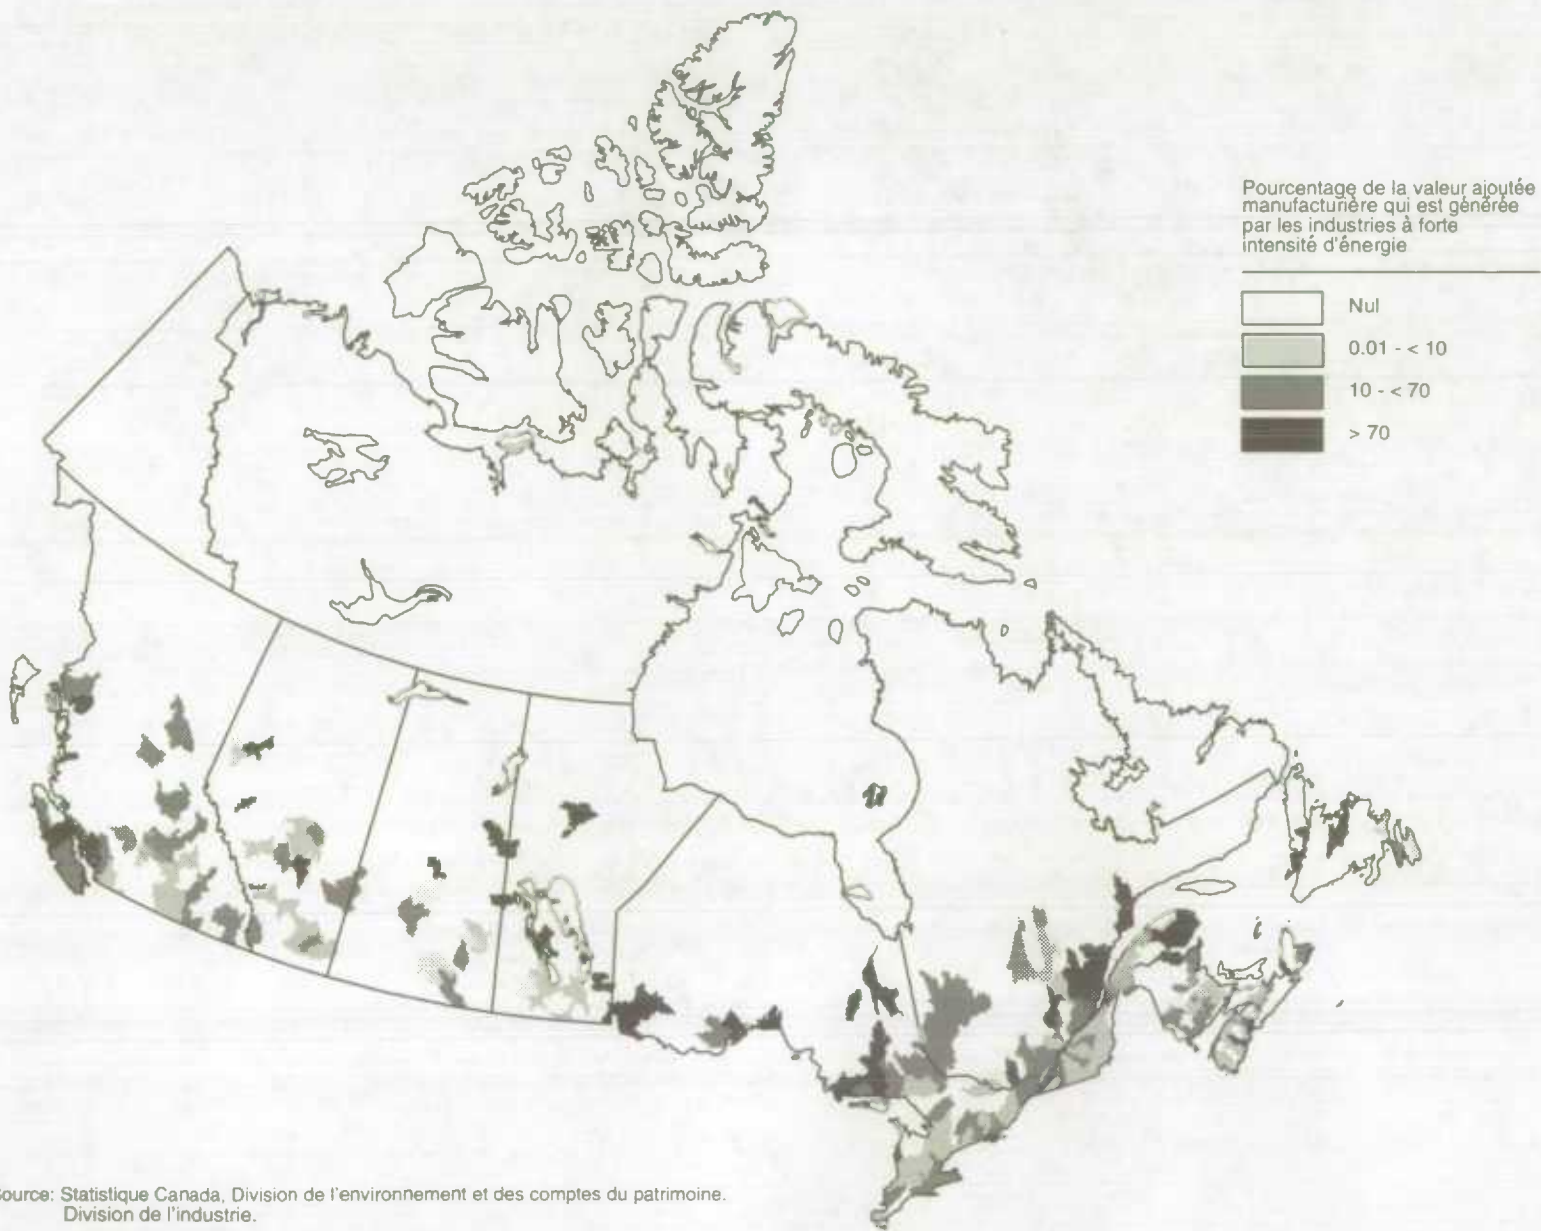 Pourcentage de la valeur ajoutée
manufacturière qui est générée
par les industries à forte
intensité d'énergie
Nul
0.01 - < 10
10 - < 70
> 70
Source: Statistique Canada, Division de l'environnement et des comptes du patrimoine.
Division de l'industrie.